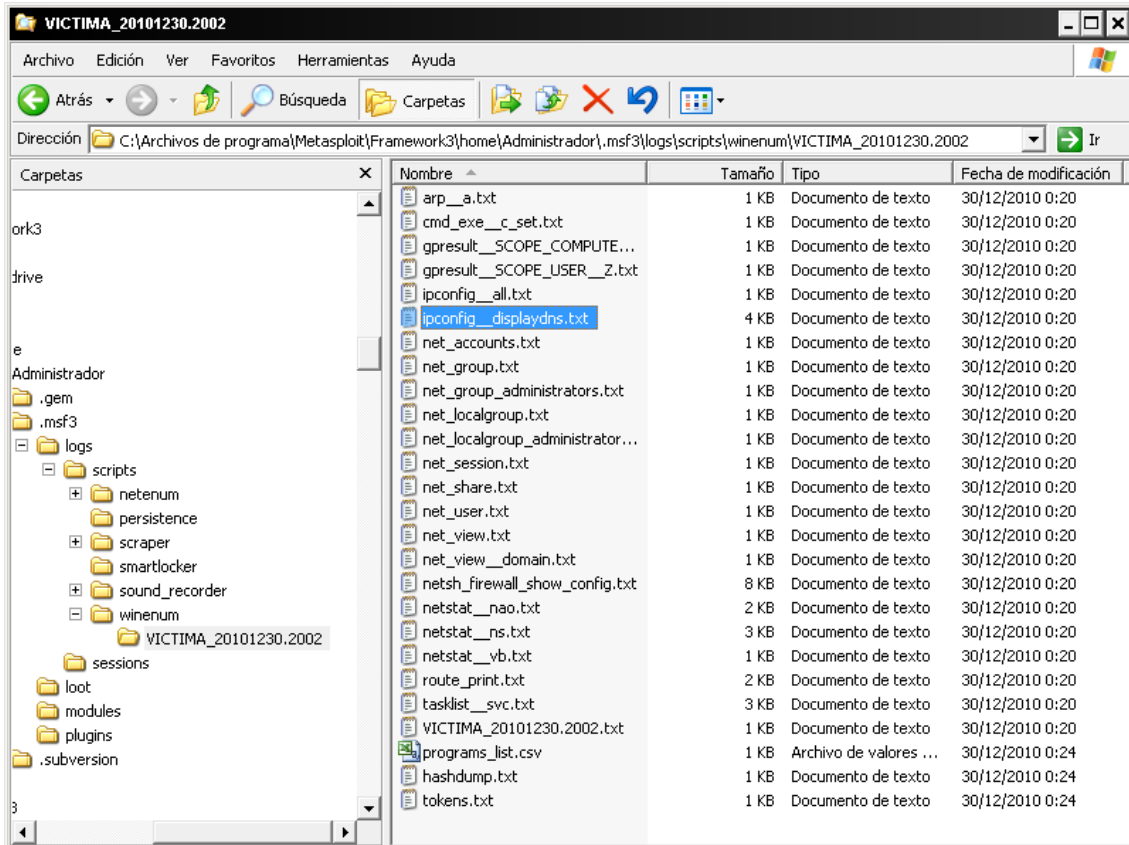 VICTIMA_20101230.2002
Archivo Edición Ver Favoritos Herramientas Ayuda
Atrás Búsqueda Carpetas
Dirección C:\Archivos de programa\Metasploit\Framework3\home\Administrador\.msf3\logs\scripts\winenum\VICTIMA_20101230.2002 Ir
Carpetas
ork3
drive
e
Administrador
.gem
.msf3
logs
scripts
netenum
persistence
scraper
smartlocker
sound_recorder
winenum
VICTIMA_20101230.2002
sessions
loot
modules
plugins
.subversion
3
Nombre Tamaño Tipo Fecha de modificación
arp__a.txt 1 KB Documento de texto 30/12/2010 0:20
cmd_exe__c_set.txt 1 KB Documento de texto 30/12/2010 0:20
gpresult__SCOPE_COMPUTE... 1 KB Documento de texto 30/12/2010 0:20
gpresult__SCOPE_USER__Z.txt 1 KB Documento de texto 30/12/2010 0:20
ipconfig__all.txt 1 KB Documento de texto 30/12/2010 0:20
ipconfig__displaydns.txt 4 KB Documento de texto 30/12/2010 0:20
net_accounts.txt 1 KB Documento de texto 30/12/2010 0:20
net_group.txt 1 KB Documento de texto 30/12/2010 0:20
net_group_administrators.txt 1 KB Documento de texto 30/12/2010 0:20
net_localgroup.txt 1 KB Documento de texto 30/12/2010 0:20
net_localgroup_administrator... 1 KB Documento de texto 30/12/2010 0:20
net_session.txt 1 KB Documento de texto 30/12/2010 0:20
net_share.txt 1 KB Documento de texto 30/12/2010 0:20
net_user.txt 1 KB Documento de texto 30/12/2010 0:20
net_view.txt 1 KB Documento de texto 30/12/2010 0:20
net_view__domain.txt 1 KB Documento de texto 30/12/2010 0:20
netsh_firewall_show_config.txt 8 KB Documento de texto 30/12/2010 0:20
netstat__nao.txt 2 KB Documento de texto 30/12/2010 0:20
netstat__ns.txt 3 KB Documento de texto 30/12/2010 0:20
netstat__vb.txt 1 KB Documento de texto 30/12/2010 0:20
route_print.txt 2 KB Documento de texto 30/12/2010 0:20
tasklist__svc.txt 3 KB Documento de texto 30/12/2010 0:20
VICTIMA_20101230.2002.txt 1 KB Documento de texto 30/12/2010 0:20
programs_list.csv 1 KB Archivo de valores ... 30/12/2010 0:24
hashdump.txt 1 KB Documento de texto 30/12/2010 0:24
tokens.txt 1 KB Documento de texto 30/12/2010 0:24